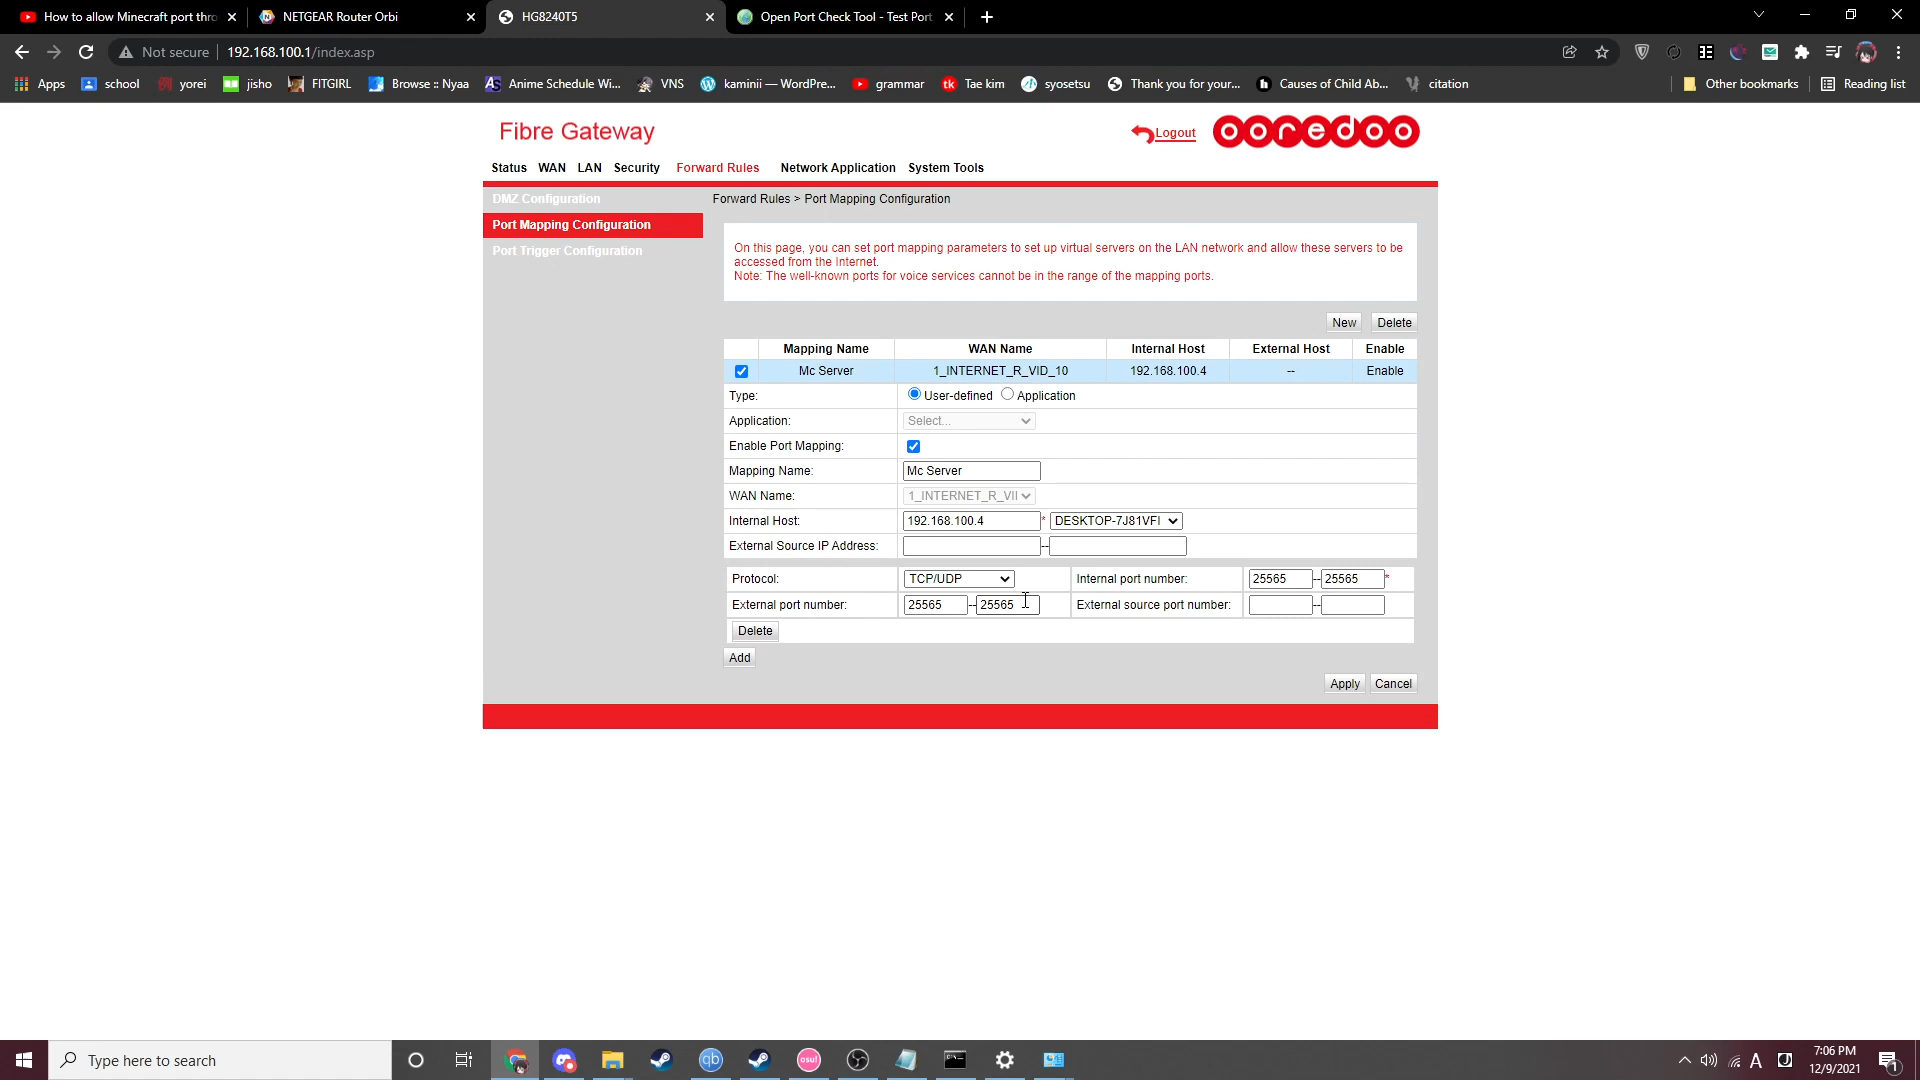 How to allow Minecraft port thro
NETGEAR Router Orbi
HG8240T5
Open Port Check Tool - Test Port
Not secure
192.168.100.1/index.asp
Apps
school
yorei
jisho
FITGIRL
Browse :: Nyaa
Anime Schedule Wi...
VNS
kaminii — WordPre...
grammar
tk
Tae kim
syosetsu
Thank you for your...
h
Causes of Child Ab...
citation
Other bookmarks
Reading list
Fibre Gateway
Logout
ooredoo
Status WAN LAN Security Forward Rules Network Application System Tools
DMZ Configuration
Port Mapping Configuration
Port Trigger Configuration
Forward Rules > Port Mapping Configuration
On this page, you can set port mapping parameters to set up virtual servers on the LAN network and allow these servers to be
accessed from the Internet.
Note: The well-known ports for voice services cannot be in the range of the mapping ports.
New Delete
Mapping Name WAN Name Internal Host External Host Enable
Mc Server 1_INTERNET_R_VID_10 192.168.100.4 -- Enable
Type: User-defined Application
Application: Select...
Enable Port Mapping:
Mapping Name: Mc Server
WAN Name: 1_INTERNET_R_VII
Internal Host: 192.168.100.4 * DESKTOP-7J81VFI
External Source IP Address: --
Protocol: TCP/UDP Internal port number: 25565 -- 25565 *
External port number: 25565 -- 25565 External source port number: --
Delete
Add
Apply Cancel
Type here to search
qb
osu!
A
J
7:06 PM
12/9/2021
1